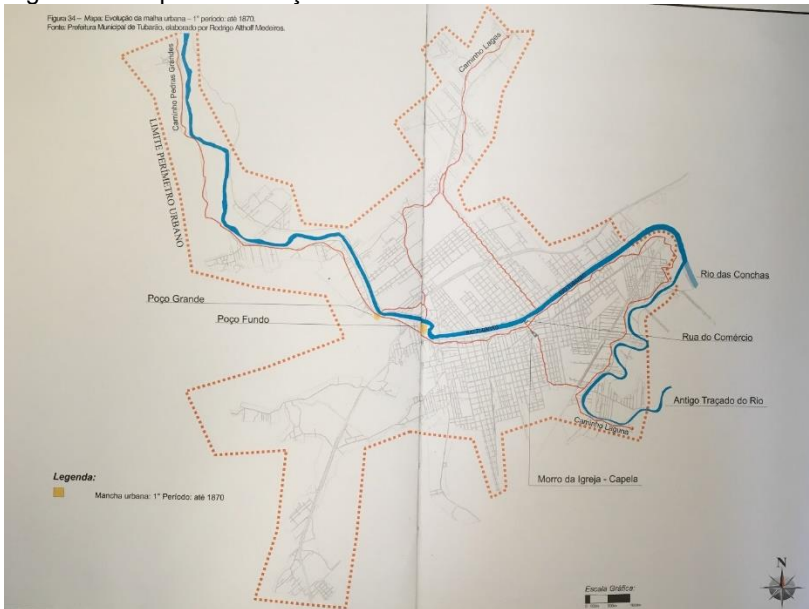 Figura 34 – Mapa: Evolução da malha urbana – 1º período: até 1870.
Fonte: Prefeitura Municipal de Tubarão, elaborado por Rodrigo Althoff Medeiros.
Caminho Lagos
Caminho Pedras Grandes
LIMITE PERÍMETRO URBANO
Rio das Conchas
Poço Grande
Poço Fundo
Rua do Comércio
Antigo Traçado do Rio
Caminho Laguna
Morro da Igreja - Capela
Legenda:
Mancha urbana: 1º Período: até 1870
N
Escala Gráfica: